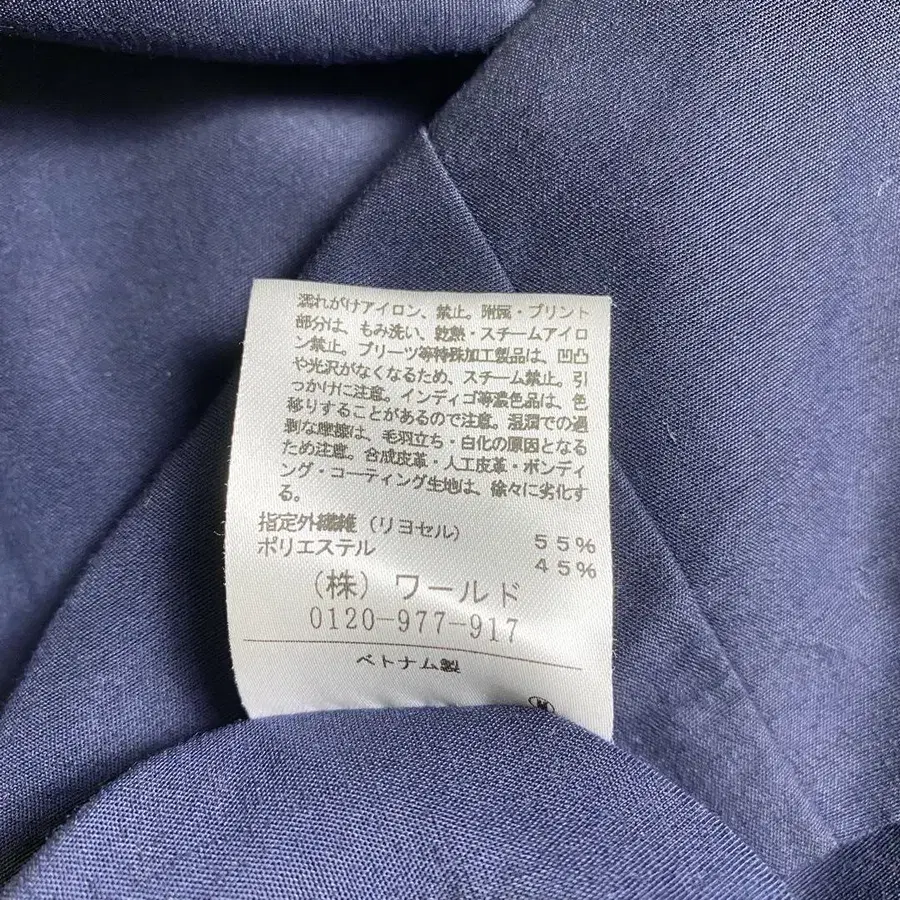 濡れがけアイロン、禁止。附属・プリント
部分は、もみ洗い、乾熱・スチームアイロ
ン禁止。プリーツ等特殊加工製品は、凹凸
や光沢がなくなるため、スチーム禁止。引
っかけに注意。インディゴ等濃色品は、色
移りすることがあるので注意。湿潤での過
剰な摩擦は、毛羽立ち・白化の原因となる
ため注意。合成皮革・人工皮革・ボンディ
ング・コーティング生地は、徐々に劣化す
る。
指定外繊維（リヨセル） 55%
ポリエステル 45%
（株）ワールド
0120-977-917
ベトナム製